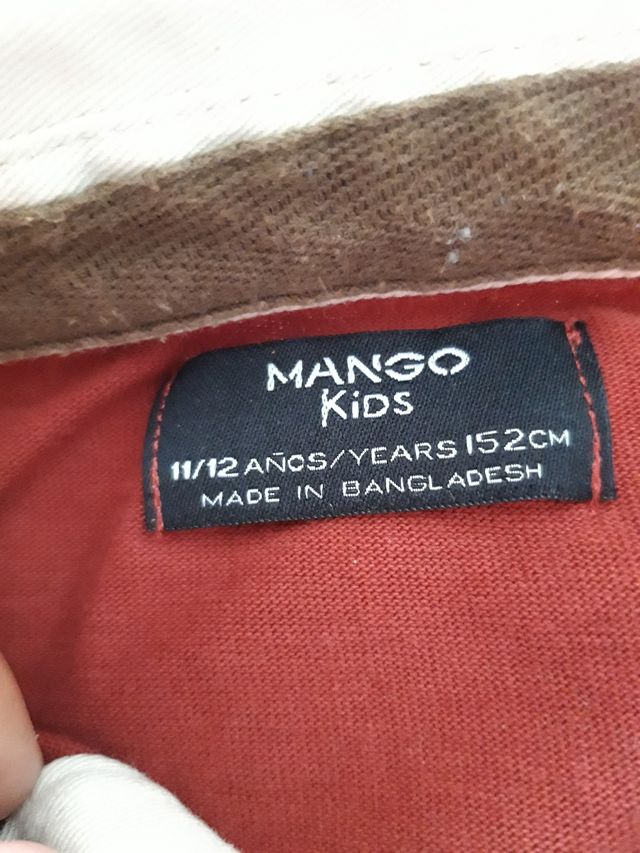 MANGO
KiDS
11/12 AÑOS/YEARS 152CM
MADE IN BANGLADESH